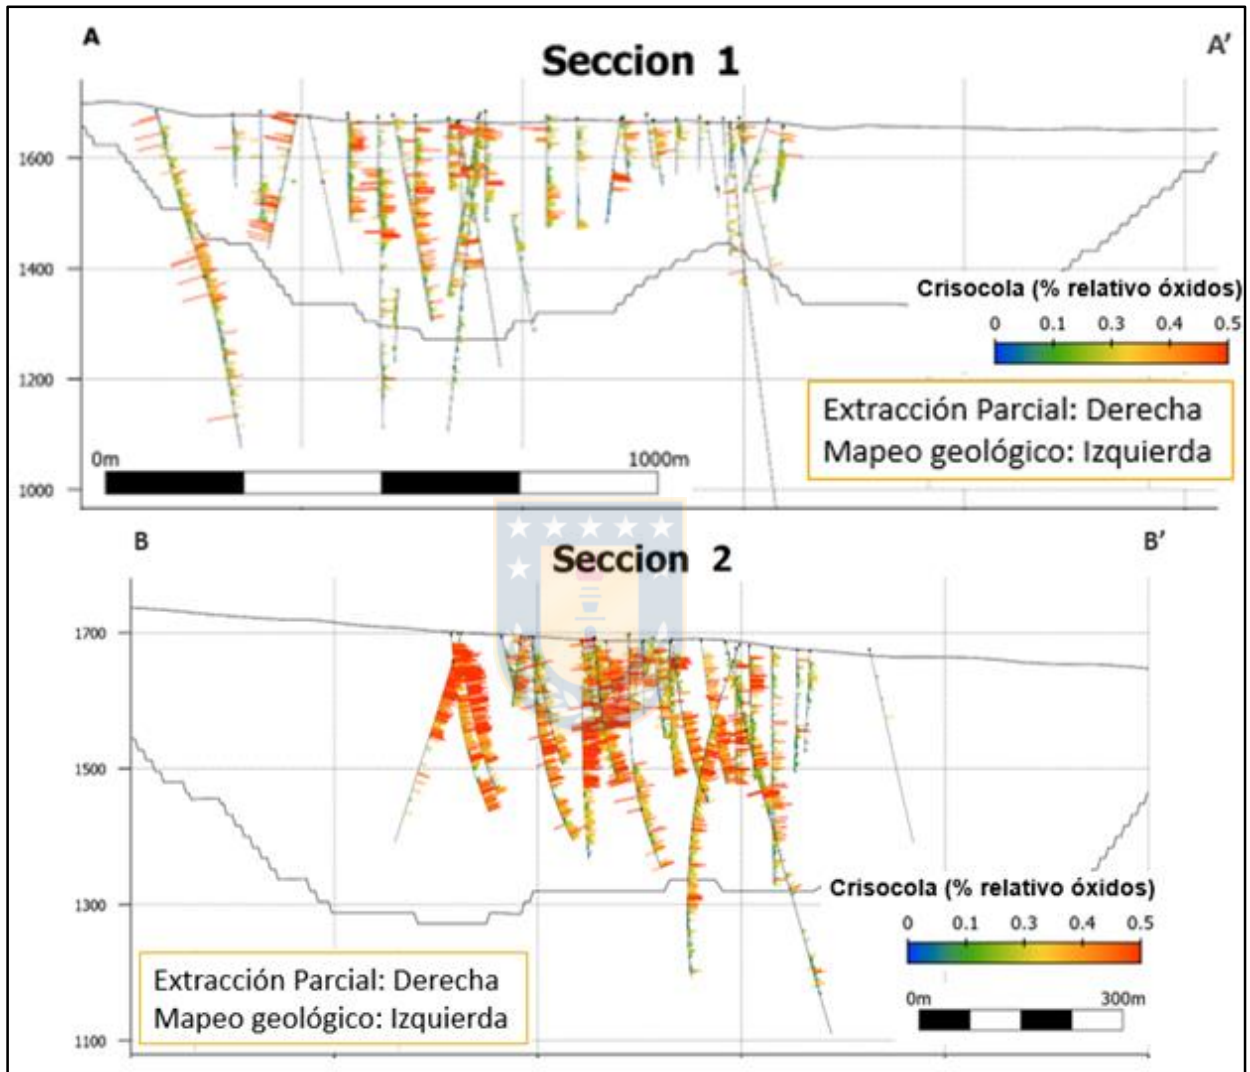 A
A’
Seccion 1
1600
1400
1200
1000
Crisocola (% relativo óxidos)
0 0.1 0.3 0.4 0.5
Extracción Parcial: Derecha
Mapeo geológico: Izquierda
0m 1000m
B
B’
Seccion 2
1700
1500
1300
1100
Crisocola (% relativo óxidos)
0 0.1 0.3 0.4 0.5
Extracción Parcial: Derecha
Mapeo geológico: Izquierda
0m 300m